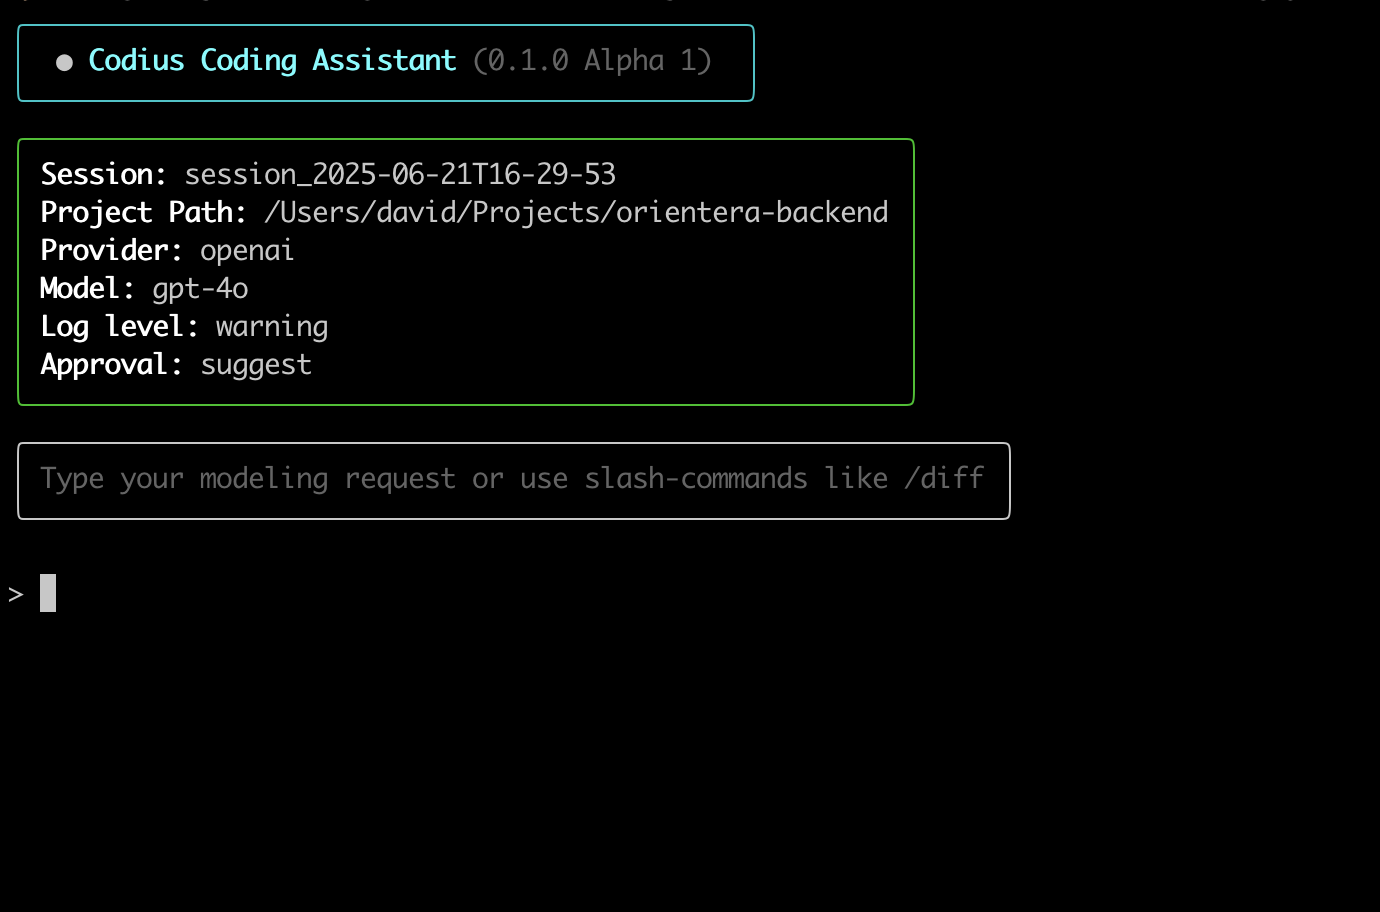 ● Codius Coding Assistant (0.1.0 Alpha 1)
Session: session_2025-06-21T16-29-53
Project Path: /Users/david/Projects/orientera-backend
Provider: openai
Model: gpt-4o
Log level: warning
Approval: suggest
Type your modeling request or use slash-commands like /diff
>